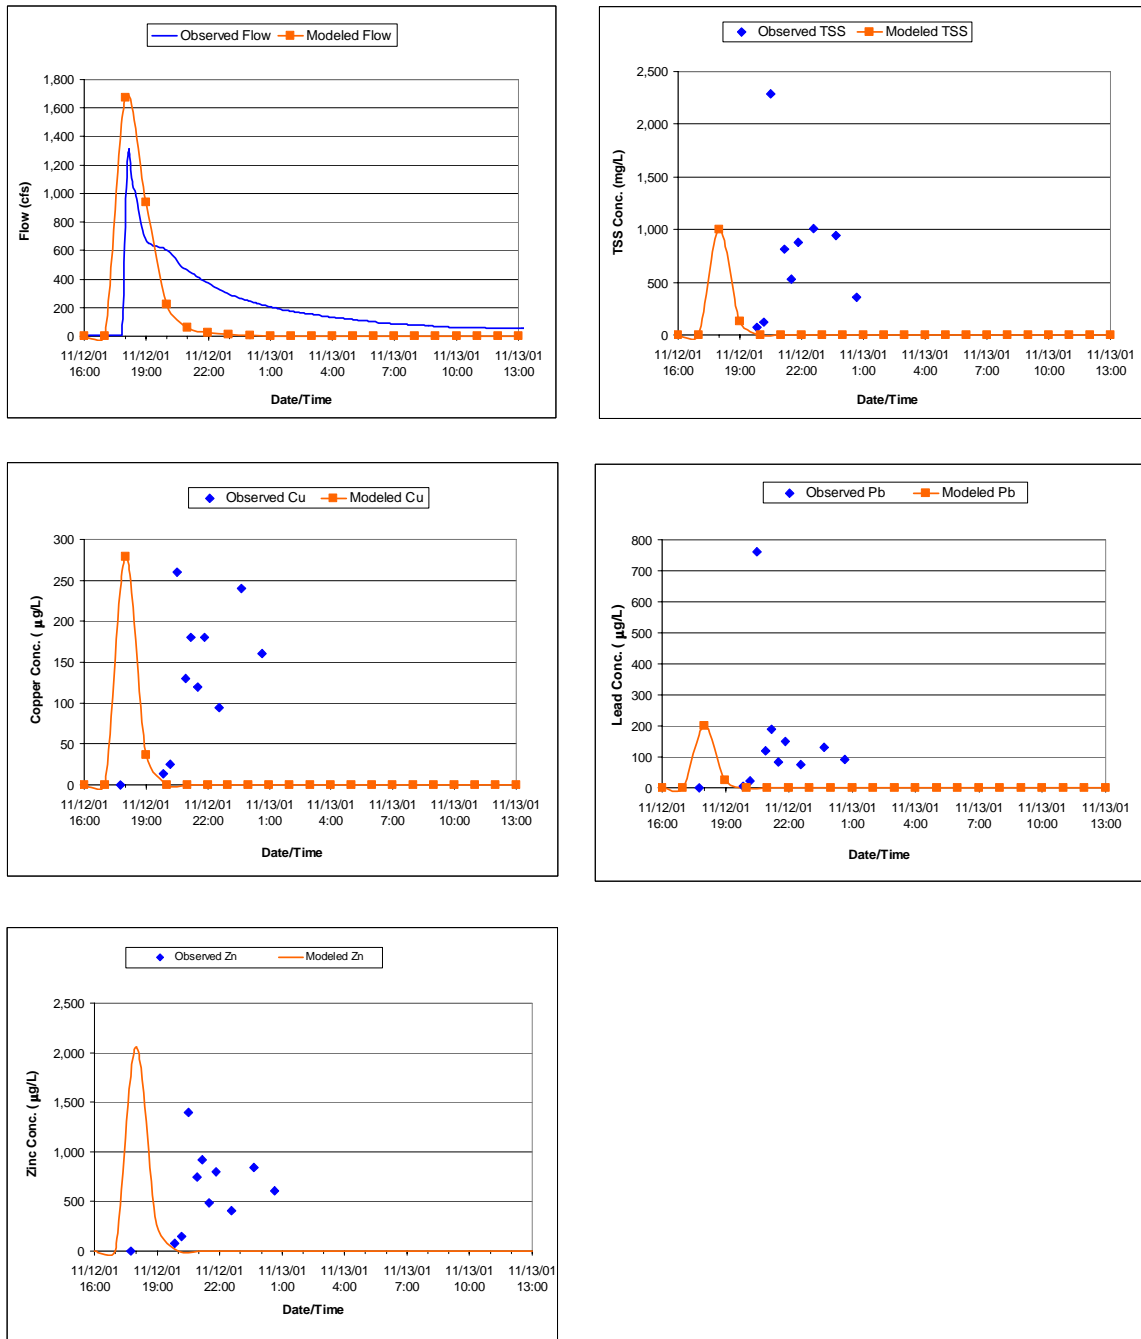 Observed Flow Modeled Flow
1,800
1,600
1,400
1,200
1,000
800
600
400
200
0
Flow (cfs)
11/12/01 11/12/01 11/12/01 11/13/01 11/13/01 11/13/01 11/13/01 11/13/01
16:00 19:00 22:00 1:00 4:00 7:00 10:00 13:00
Date/Time
Observed TSS Modeled TSS
2,500
2,000
1,500
1,000
500
0
TSS Conc. (mg/L)
11/12/01 11/12/01 11/12/01 11/13/01 11/13/01 11/13/01 11/13/01 11/13/01
16:00 19:00 22:00 1:00 4:00 7:00 10:00 13:00
Date/Time
Observed Cu Modeled Cu
300
250
200
150
100
50
0
Copper Conc. ( µg/L)
11/12/01 11/12/01 11/12/01 11/13/01 11/13/01 11/13/01 11/13/01 11/13/01
16:00 19:00 22:00 1:00 4:00 7:00 10:00 13:00
Date/Time
Observed Pb Modeled Pb
800
700
600
500
400
300
200
100
0
Lead Conc. ( µg/L)
11/12/01 11/12/01 11/12/01 11/13/01 11/13/01 11/13/01 11/13/01 11/13/01
16:00 19:00 22:00 1:00 4:00 7:00 10:00 13:00
Date/Time
Observed Zn Modeled Zn
2,500
2,000
1,500
1,000
500
0
Zinc Conc. ( µg/L)
11/12/01 11/12/01 11/12/01 11/13/01 11/13/01 11/13/01 11/13/01 11/13/01
16:00 19:00 22:00 1:00 4:00 7:00 10:00 13:00
Date/Time